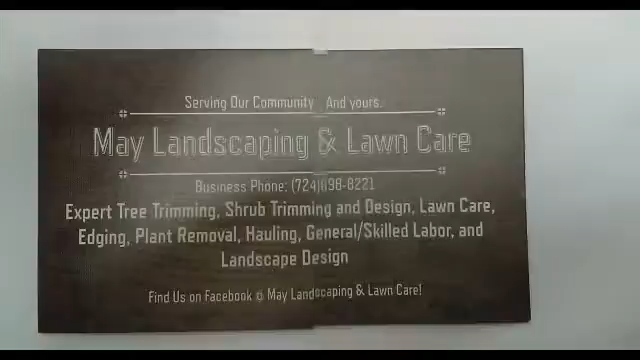 Serving Our Community And yours.
May Landscaping & Lawn Care
Business Phone: (724)698-8221
Expert Tree Trimming, Shrub Trimming and Design, Lawn Care,
Edging, Plant Removal, Hauling, General/Skilled Labor, and
Landscape Design
Find Us on Facebook @ May Landscaping & Lawn Care!